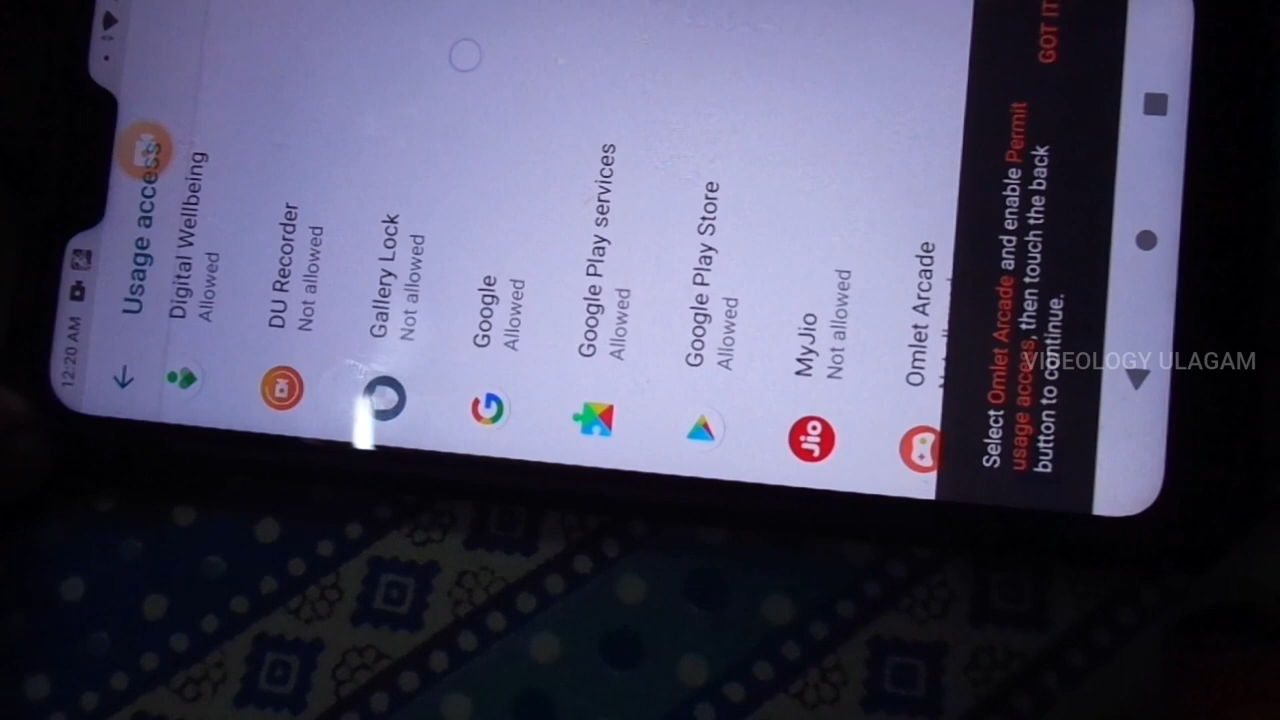 12:20 AM
Usage access
Digital Wellbeing
Allowed
DU Recorder
Not allowed
Gallery Lock
Not allowed
Google
Allowed
Google Play services
Allowed
Google Play Store
Allowed
Jio
MyJio
Not allowed
Omlet Arcade
Select Omlet Arcade and enable Permit
usage access, then touch the back
button to continue.
GOT IT
VIDEOLOGY ULAGAM